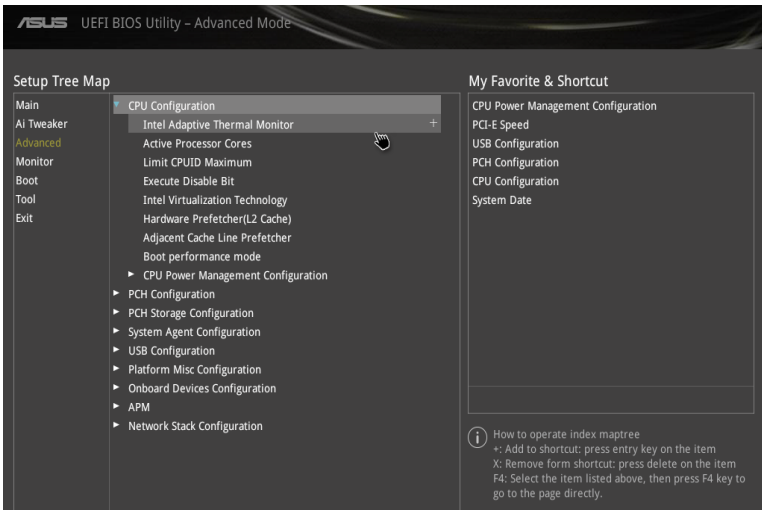 ASUS UEFI BIOS Utility – Advanced Mode
Setup Tree Map
Main
Ai Tweaker
Advanced
Monitor
Boot
Tool
Exit
CPU Configuration
Intel Adaptive Thermal Monitor +
Active Processor Cores
Limit CPUID Maximum
Execute Disable Bit
Intel Virtualization Technology
Hardware Prefetcher(L2 Cache)
Adjacent Cache Line Prefetcher
Boot performance mode
CPU Power Management Configuration
PCH Configuration
PCH Storage Configuration
System Agent Configuration
USB Configuration
Platform Misc Configuration
Onboard Devices Configuration
APM
Network Stack Configuration
My Favorite & Shortcut
CPU Power Management Configuration
PCI-E Speed
USB Configuration
PCH Configuration
CPU Configuration
System Date
i How to operate index maptree
+: Add to shortcut: press entry key on the item
X: Remove form shortcut: press delete on the item
F4: Select the item listed above, then press F4 key to
go to the page directly.